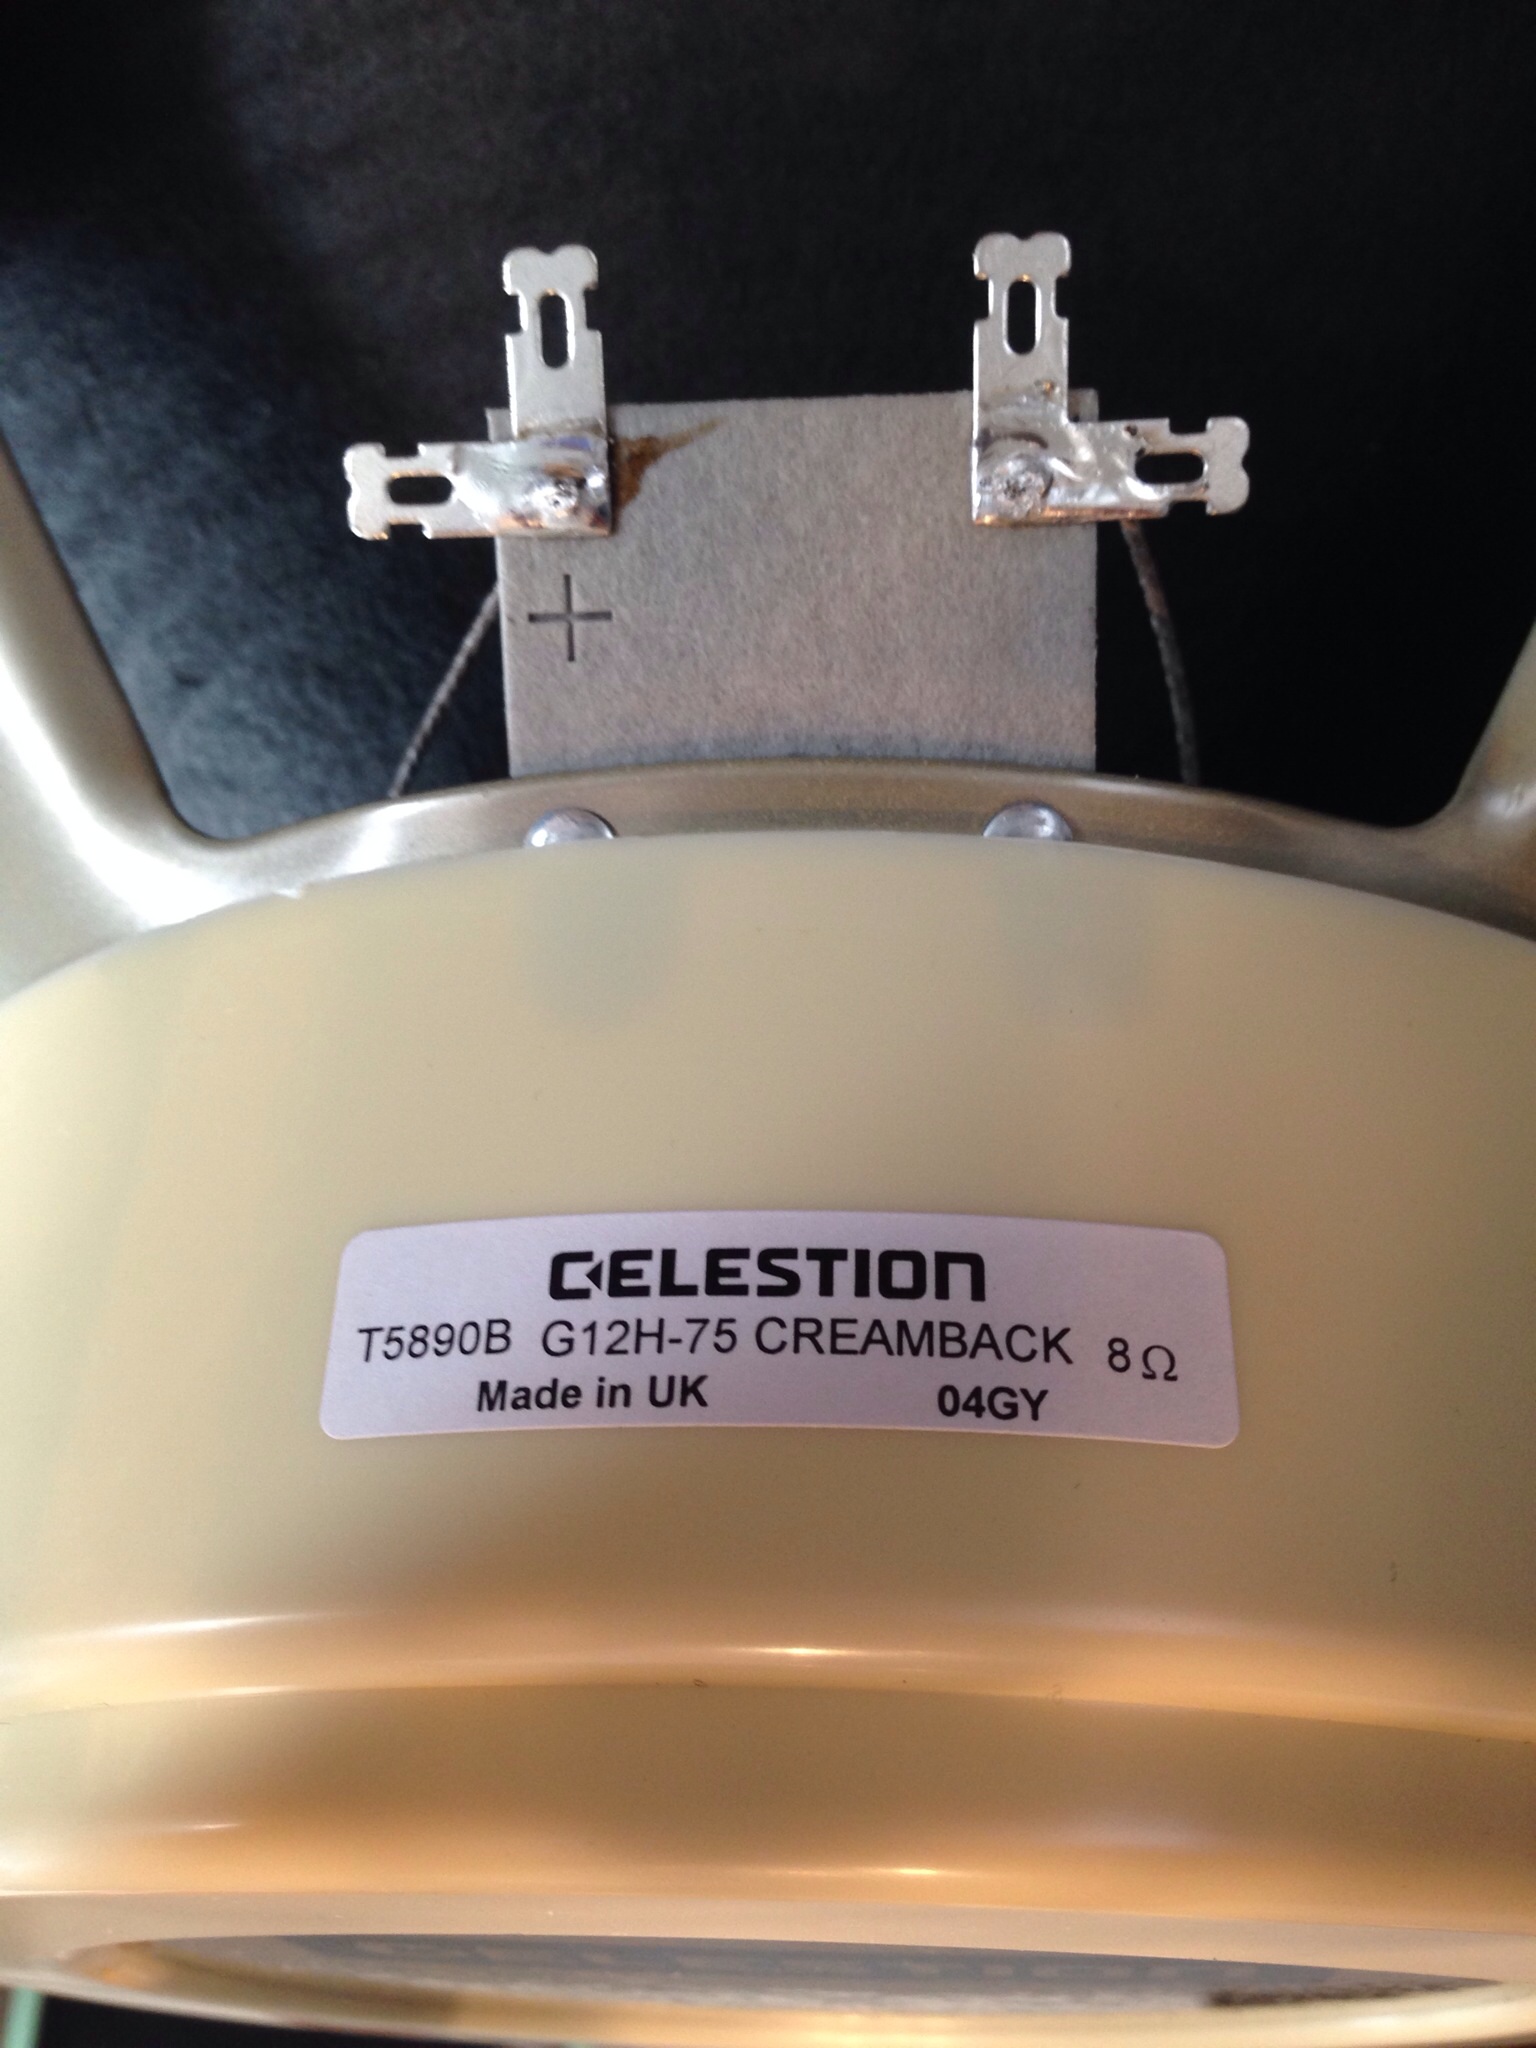 +
CELESTION
T5890B G12H-75 CREAMBACK 8Ω
Made in UK 04GY